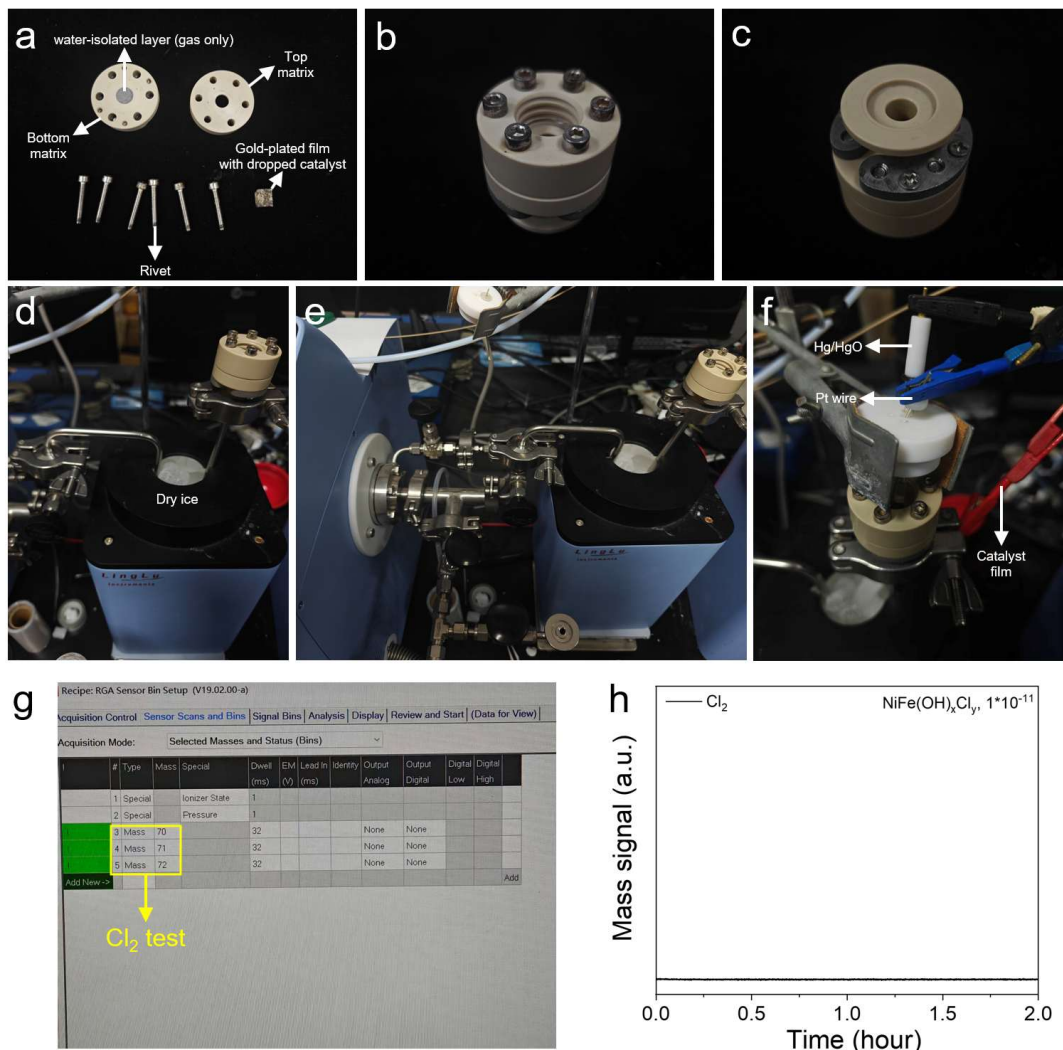 a
water-isolated layer (gas only)
Top
matrix
Bottom
matrix
Gold-plated film
with dropped catalyst
Rivet
b
c
d
Dry ice
LingLu
e
LingLu
f
Hg/HgO
Pt wire
Catalyst
film
g
Recipe: RGA Sensor Bin Setup (V19.02.00-a)
Acquisition Control Sensor Scans and Bins Signal Bins Analysis Display Review and Start (Data for View)
Acquisition Mode: Selected Masses and Status (Bins)
# Type Mass Special Dwell (ms) EM (V) Lead In (ms) Identity Output Analog Output Digital Digital Low Digital High
1 Special Ionizer State 1
2 Special Pressure 1
3 Mass 70 32 None None
4 Mass 71 32 None None
5 Mass 72 32 None None
Add New -> Add
Cl₂ test
h
Cl₂
NiFe(OH)ₓClᵧ, 1*10⁻¹¹
Mass signal (a.u.)
0.0 0.5 1.0 1.5 2.0
Time (hour)